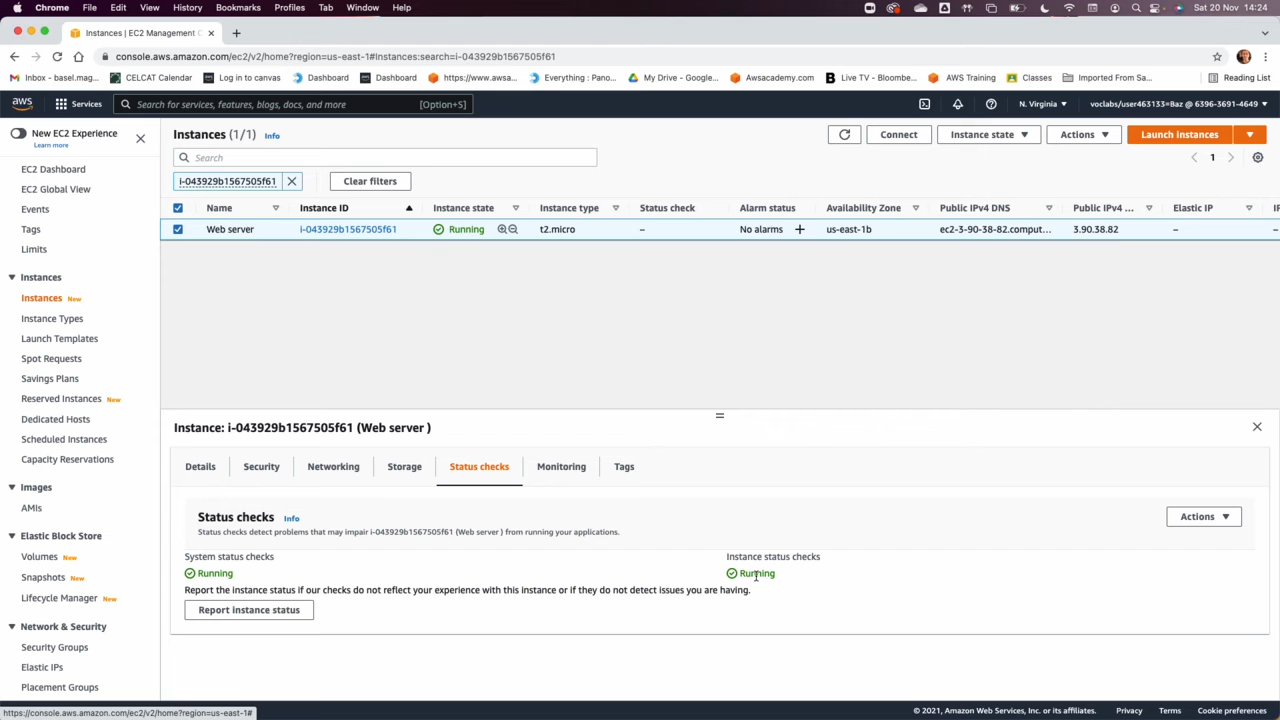 Chrome File Edit View History Bookmarks Profiles Tab Window Help Sat 20 Nov 14:24
Instances | EC2 Management C
console.aws.amazon.com/ec2/v2/home?region=us-east-1#Instances:search=i-043929b1567505f61
Inbox - basel.mag... CELCAT Calendar Log in to canvas Dashboard Dashboard https://www.awsa... Everything : Pano... My Drive - Google... Awsacademy.com Live TV - Bloombe... AWS Training Classes Imported From Sa... Reading List
aws Services Search for services, features, blogs, docs, and more [Option+S] N. Virginia voclabs/user463133=Baz @ 6396-3691-4649
New EC2 Experience
Learn more
EC2 Dashboard
EC2 Global View
Events
Tags
Limits
Instances
Instances New
Instance Types
Launch Templates
Spot Requests
Savings Plans
Reserved Instances New
Dedicated Hosts
Scheduled Instances
Capacity Reservations
Images
AMIs
Elastic Block Store
Volumes New
Snapshots New
Lifecycle Manager New
Network & Security
Security Groups
Elastic IPs
Placement Groups
Instances (1/1) Info Connect Instance state Actions Launch instances
Search 1
i-043929b1567505f61 Clear filters
Name Instance ID Instance state Instance type Status check Alarm status Availability Zone Public IPv4 DNS Public IPv4 ... Elastic IP IP
Web server i-043929b1567505f61 Running t2.micro – No alarms + us-east-1b ec2-3-90-38-82.comput... 3.90.38.82 – –
Instance: i-043929b1567505f61 (Web server )
Details Security Networking Storage Status checks Monitoring Tags
Status checks Info Actions
Status checks detect problems that may impair i-043929b1567505f61 (Web server ) from running your applications.
System status checks Instance status checks
Running Running
Report the instance status if our checks do not reflect your experience with this instance or if they do not detect issues you are having.
Report instance status
https://console.aws.amazon.com/ec2/v2/home?region=us-east-1# © 2021, Amazon Web Services, Inc. or its affiliates. Privacy Terms Cookie preferences